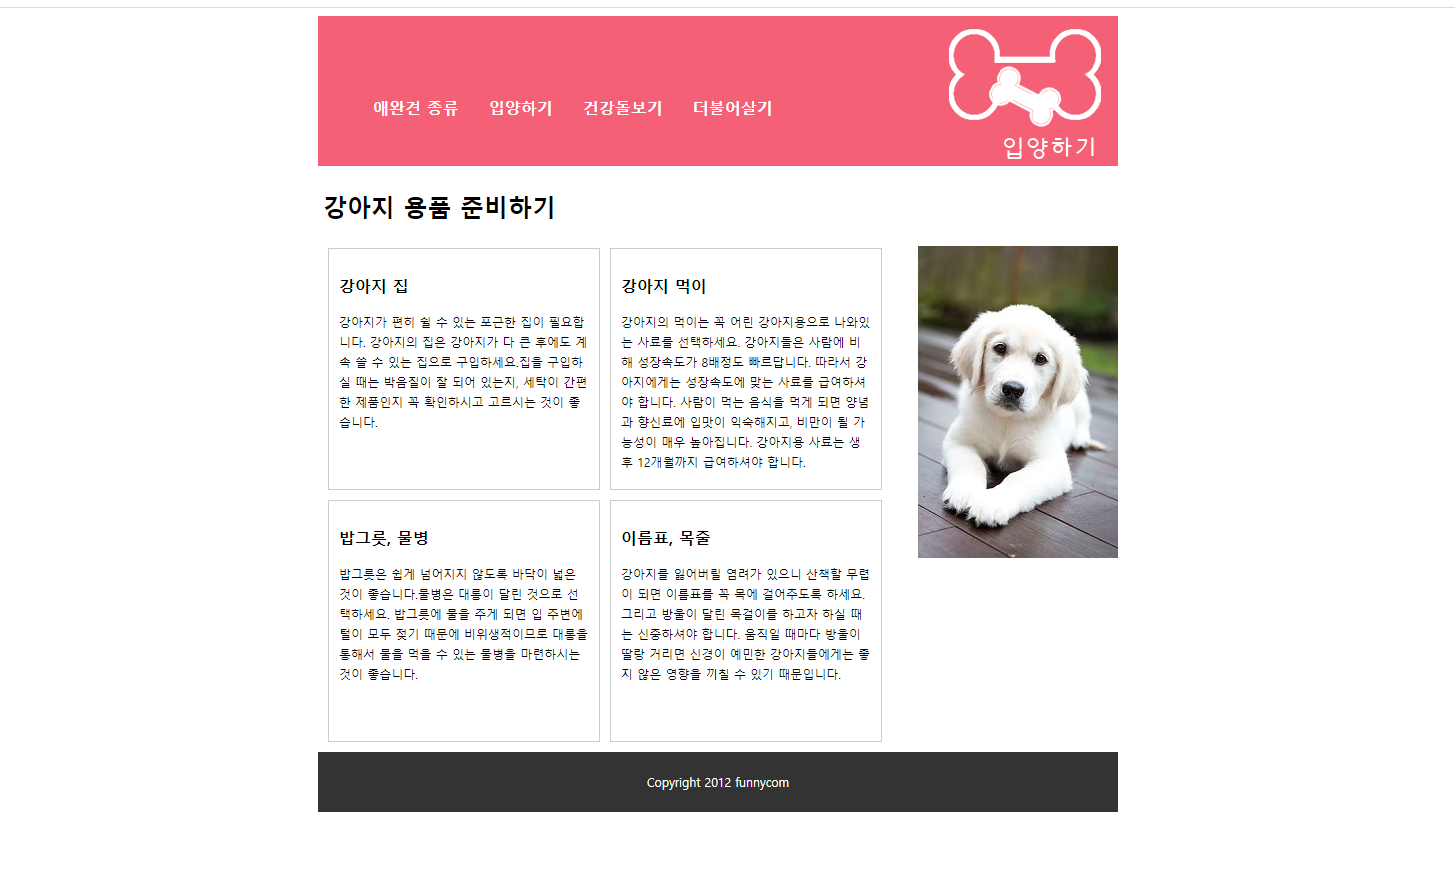 애완견 종류 입양하기 건강돌보기 더불어살기
입양하기
강아지 용품 준비하기
강아지 집
강아지가 편히 쉴 수 있는 포근한 집이 필요합
니다. 강아지의 집은 강아지가 다 큰 후에도 계
속 쓸 수 있는 집으로 구입하세요.집을 구입하
실 때는 박음질이 잘 되어 있는지, 세탁이 간편
한 제품인지 꼭 확인하시고 고르시는 것이 좋
습니다.
강아지 먹이
강아지의 먹이는 꼭 어린 강아지용으로 나와있
는 사료를 선택하세요. 강아지들은 사람에 비
해 성장속도가 8배정도 빠르답니다. 따라서 강
아지에게는 성장속도에 맞는 사료를 급여하셔
야 합니다. 사람이 먹는 음식을 먹게 되면 양념
과 향신료에 입맛이 익숙해지고, 비만이 될 가
능성이 매우 높아집니다. 강아지용 사료는 생
후 12개월까지 급여하셔야 합니다.
밥그릇, 물병
밥그릇은 쉽게 넘어지지 않도록 바닥이 넓은
것이 좋습니다.물병은 대롱이 달린 것으로 선
택하세요. 밥그릇에 물을 주게 되면 입 주변에
털이 모두 젖기 때문에 비위생적이므로 대롱을
통해서 물을 먹을 수 있는 물병을 마련하시는
것이 좋습니다.
이름표, 목줄
강아지를 잃어버릴 염려가 있으니 산책할 무렵
이 되면 이름표를 꼭 목에 걸어주도록 하세요.
그리고 방울이 달린 목걸이를 하고자 하실 때
는 신중하셔야 합니다. 움직일 때마다 방울이
딸랑 거리면 신경이 예민한 강아지들에게는 좋
지 않은 영향을 끼칠 수 있기 때문입니다.
Copyright 2012 funnycom